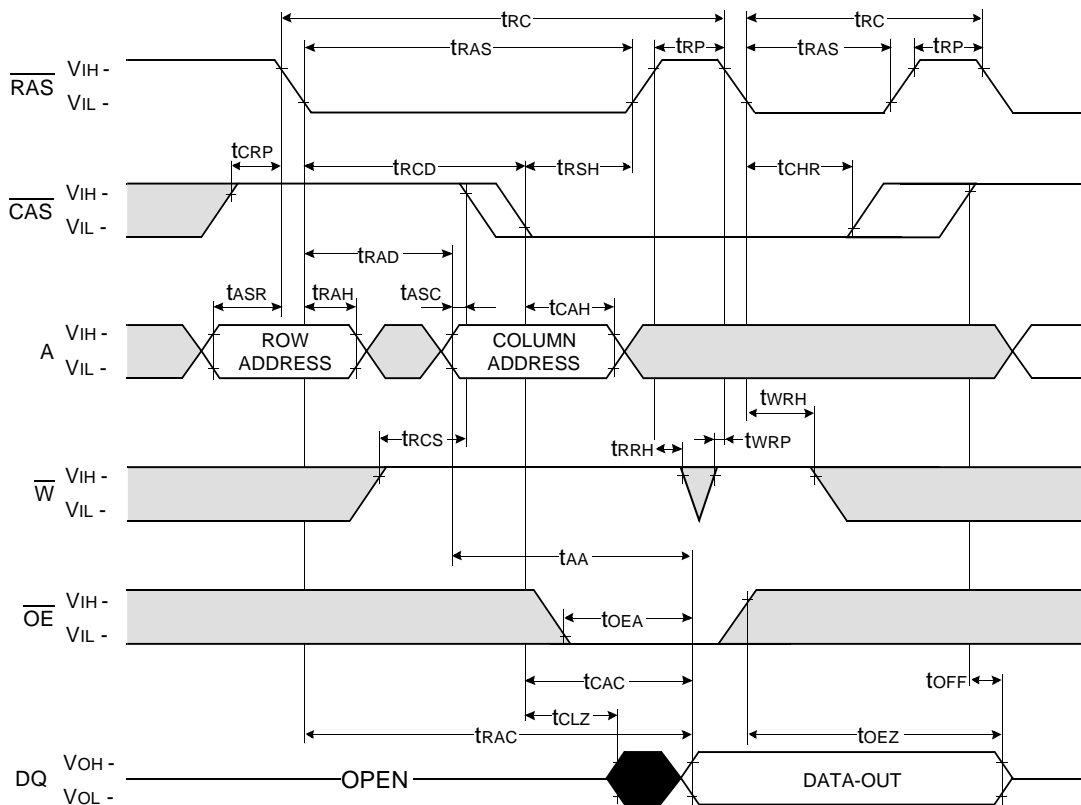 tRC tRC
tRAS tRP tRAS tRP
RAS VIH -
VIL -
tCRP tRCD tRSH tCHR
CAS VIH -
VIL -
tRAD
tASR tRAH tASC tCAH
A VIH -
VIL -
ROW
ADDRESS
COLUMN
ADDRESS
tWRH
tRCS tRRH tWRP
W VIH -
VIL -
tAA
OE VIH -
VIL -
tOEA
tCAC tOFF
tCLZ
tRAC tOEZ
DQ VOH -
VOL -
OPEN DATA-OUT